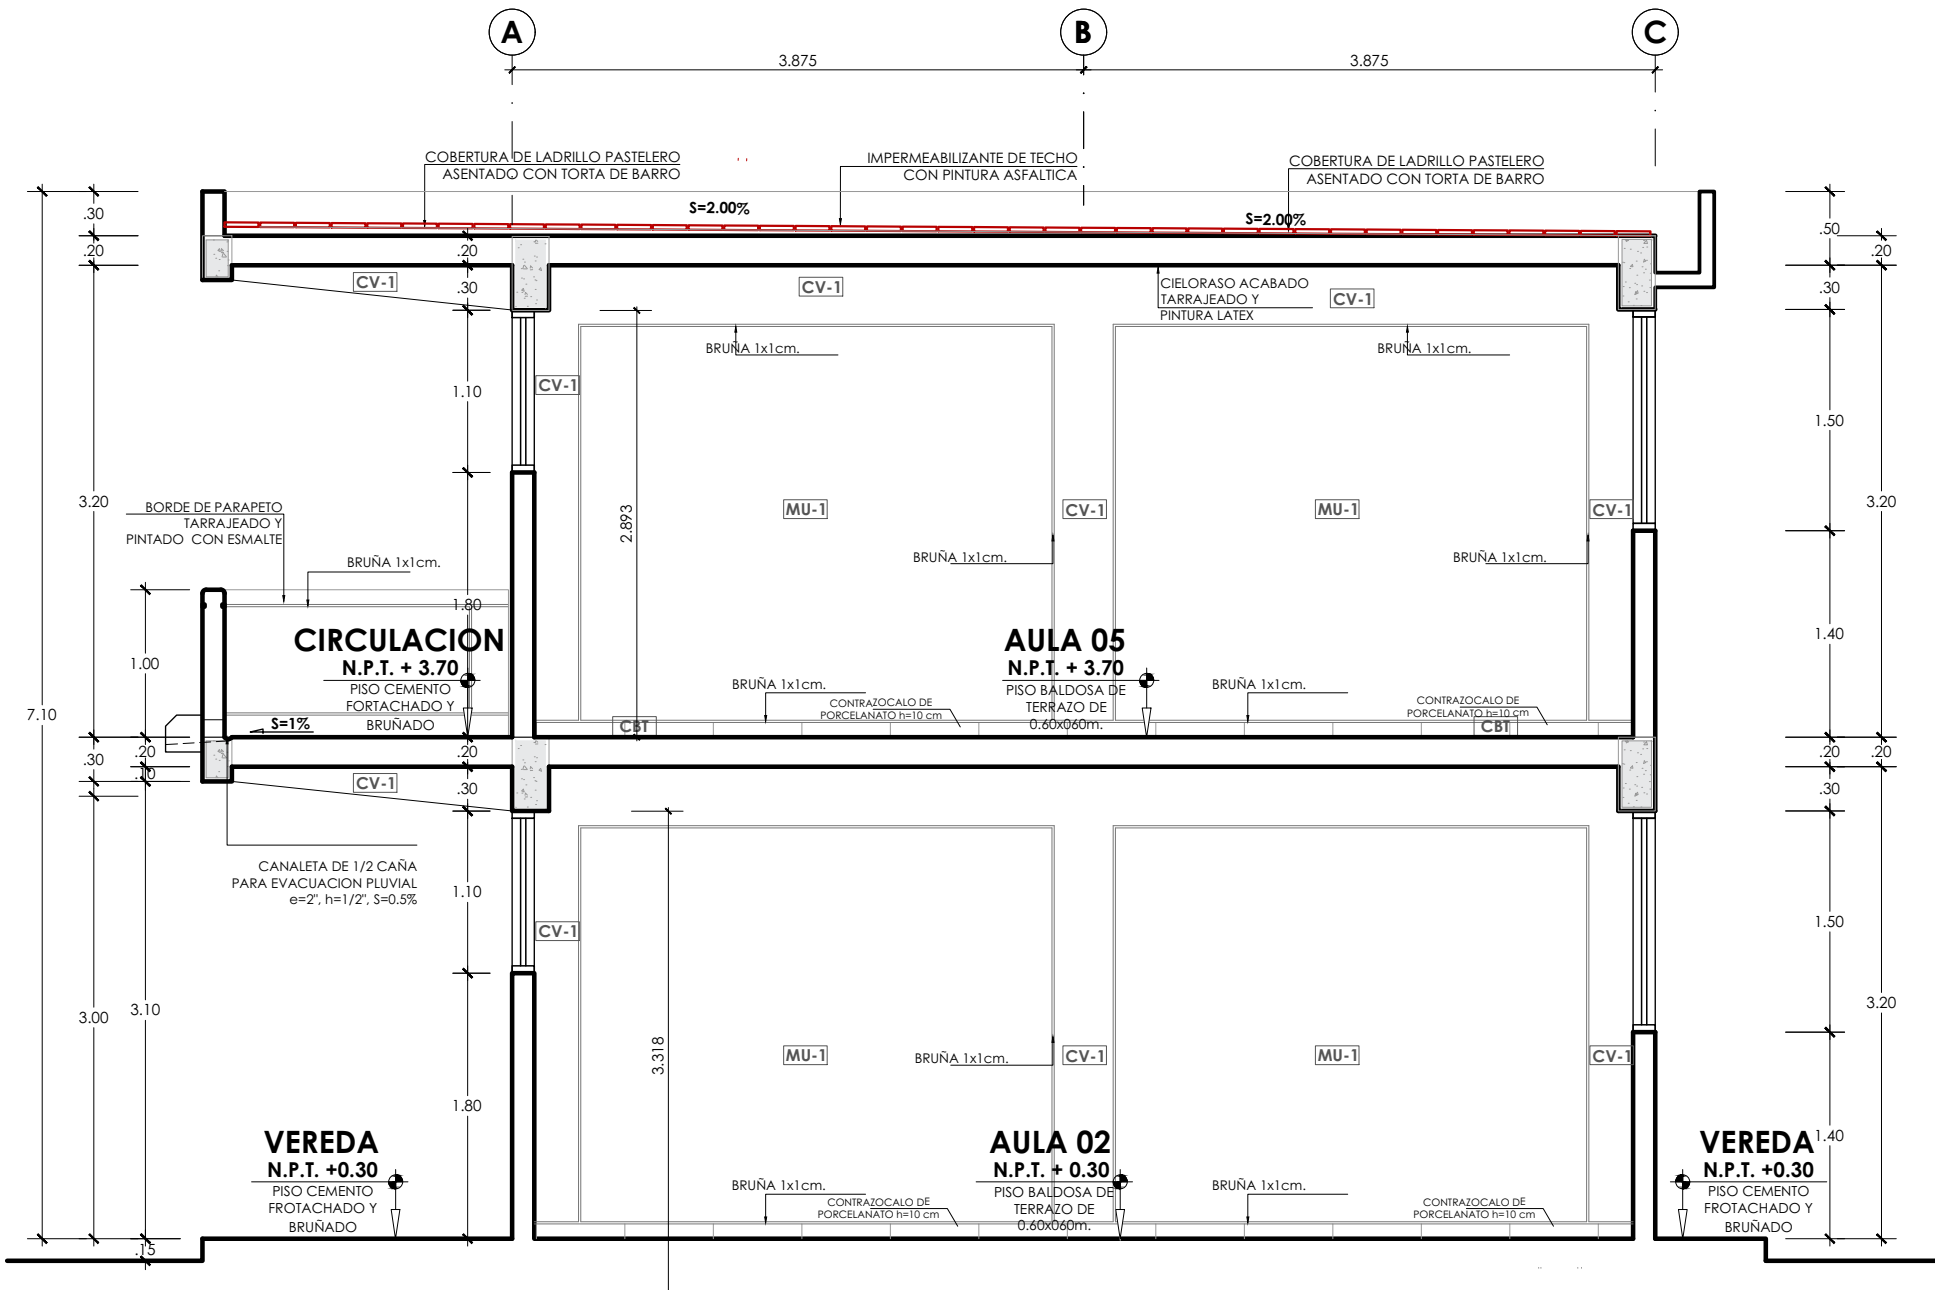 A
B
C
3.875
3.875
COBERTURA DE LADRILLO PASTELERO
ASENTADO CON TORTA DE BARRO
IMPERMEABILIZANTE DE TECHO
CON PINTURA ASFALTICA
COBERTURA DE LADRILLO PASTELERO
ASENTADO CON TORTA DE BARRO
S=2.00%
S=2.00%
.30
.20
.20
.30
.50
.20
.30
CV-1
CV-1
CIELORASO ACABADO
TARRAJEADO Y
PINTURA LATEX
CV-1
BRUÑA 1x1cm.
BRUÑA 1x1cm.
1.10
CV-1
1.50
3.20
2.893
MU-1
CV-1
MU-1
CV-1
3.20
BORDE DE PARAPETO
TARRAJEADO Y
PINTADO CON ESMALTE
BRUÑA 1x1cm.
BRUÑA 1x1cm.
BRUÑA 1x1cm.
1.80
1.40
1.00
CIRCULACION
N.P.T. + 3.70
PISO CEMENTO
FORTACHADO Y
BRUÑADO
S=1%
AULA 05
N.P.T. + 3.70
PISO BALDOSA DE
TERRAZO DE
0.60x060m.
BRUÑA 1x1cm.
CONTRAZOCALO DE
PORCELANATO h=10 cm
BRUÑA 1x1cm.
CONTRAZOCALO DE
PORCELANATO h=10 cm
CBT
CBT
7.10
.30
.20
.10
.20
.30
.20
.20
.30
CV-1
CANALETA DE 1/2 CAÑA
PARA EVACUACION PLUVIAL
e=2", h=1/2", S=0.5%
1.10
CV-1
1.50
3.00
3.10
3.318
MU-1
BRUÑA 1x1cm.
CV-1
MU-1
CV-1
3.20
1.80
1.40
VEREDA
N.P.T. +0.30
PISO CEMENTO
FROTACHADO Y
BRUÑADO
AULA 02
N.P.T. + 0.30
PISO BALDOSA DE
TERRAZO DE
0.60x060m.
BRUÑA 1x1cm.
CONTRAZOCALO DE
PORCELANATO h=10 cm
BRUÑA 1x1cm.
CONTRAZOCALO DE
PORCELANATO h=10 cm
VEREDA
N.P.T. +0.30
PISO CEMENTO
FROTACHADO Y
BRUÑADO
.15